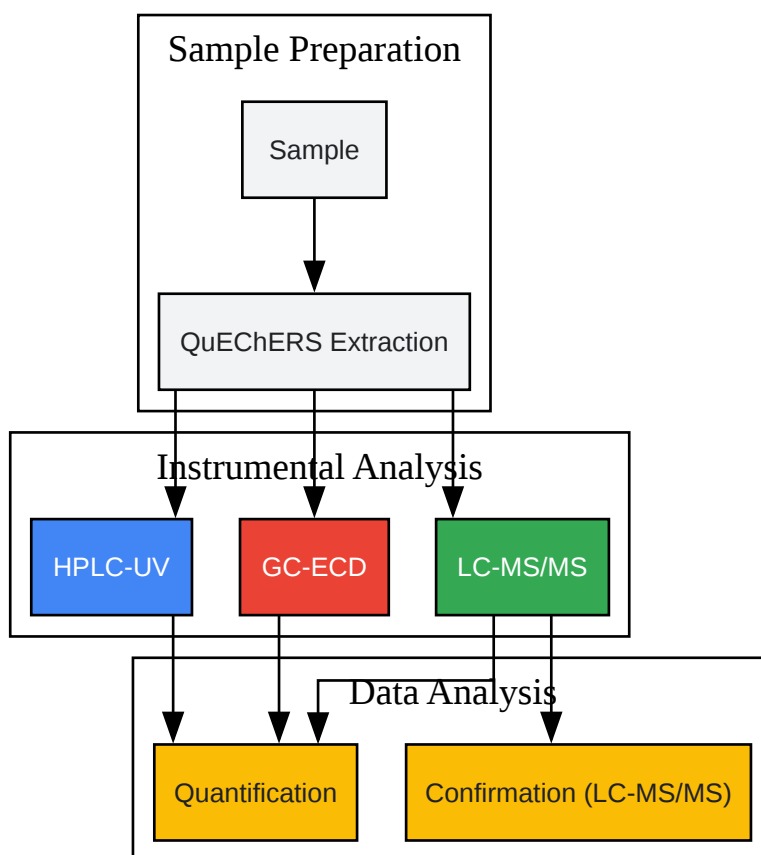 Sample Preparation
Sample
QuEChERS Extraction
Instrumental Analysis
HPLC-UV
GC-ECD
LC-MS/MS
Data Analysis
Quantification
Confirmation (LC-MS/MS)